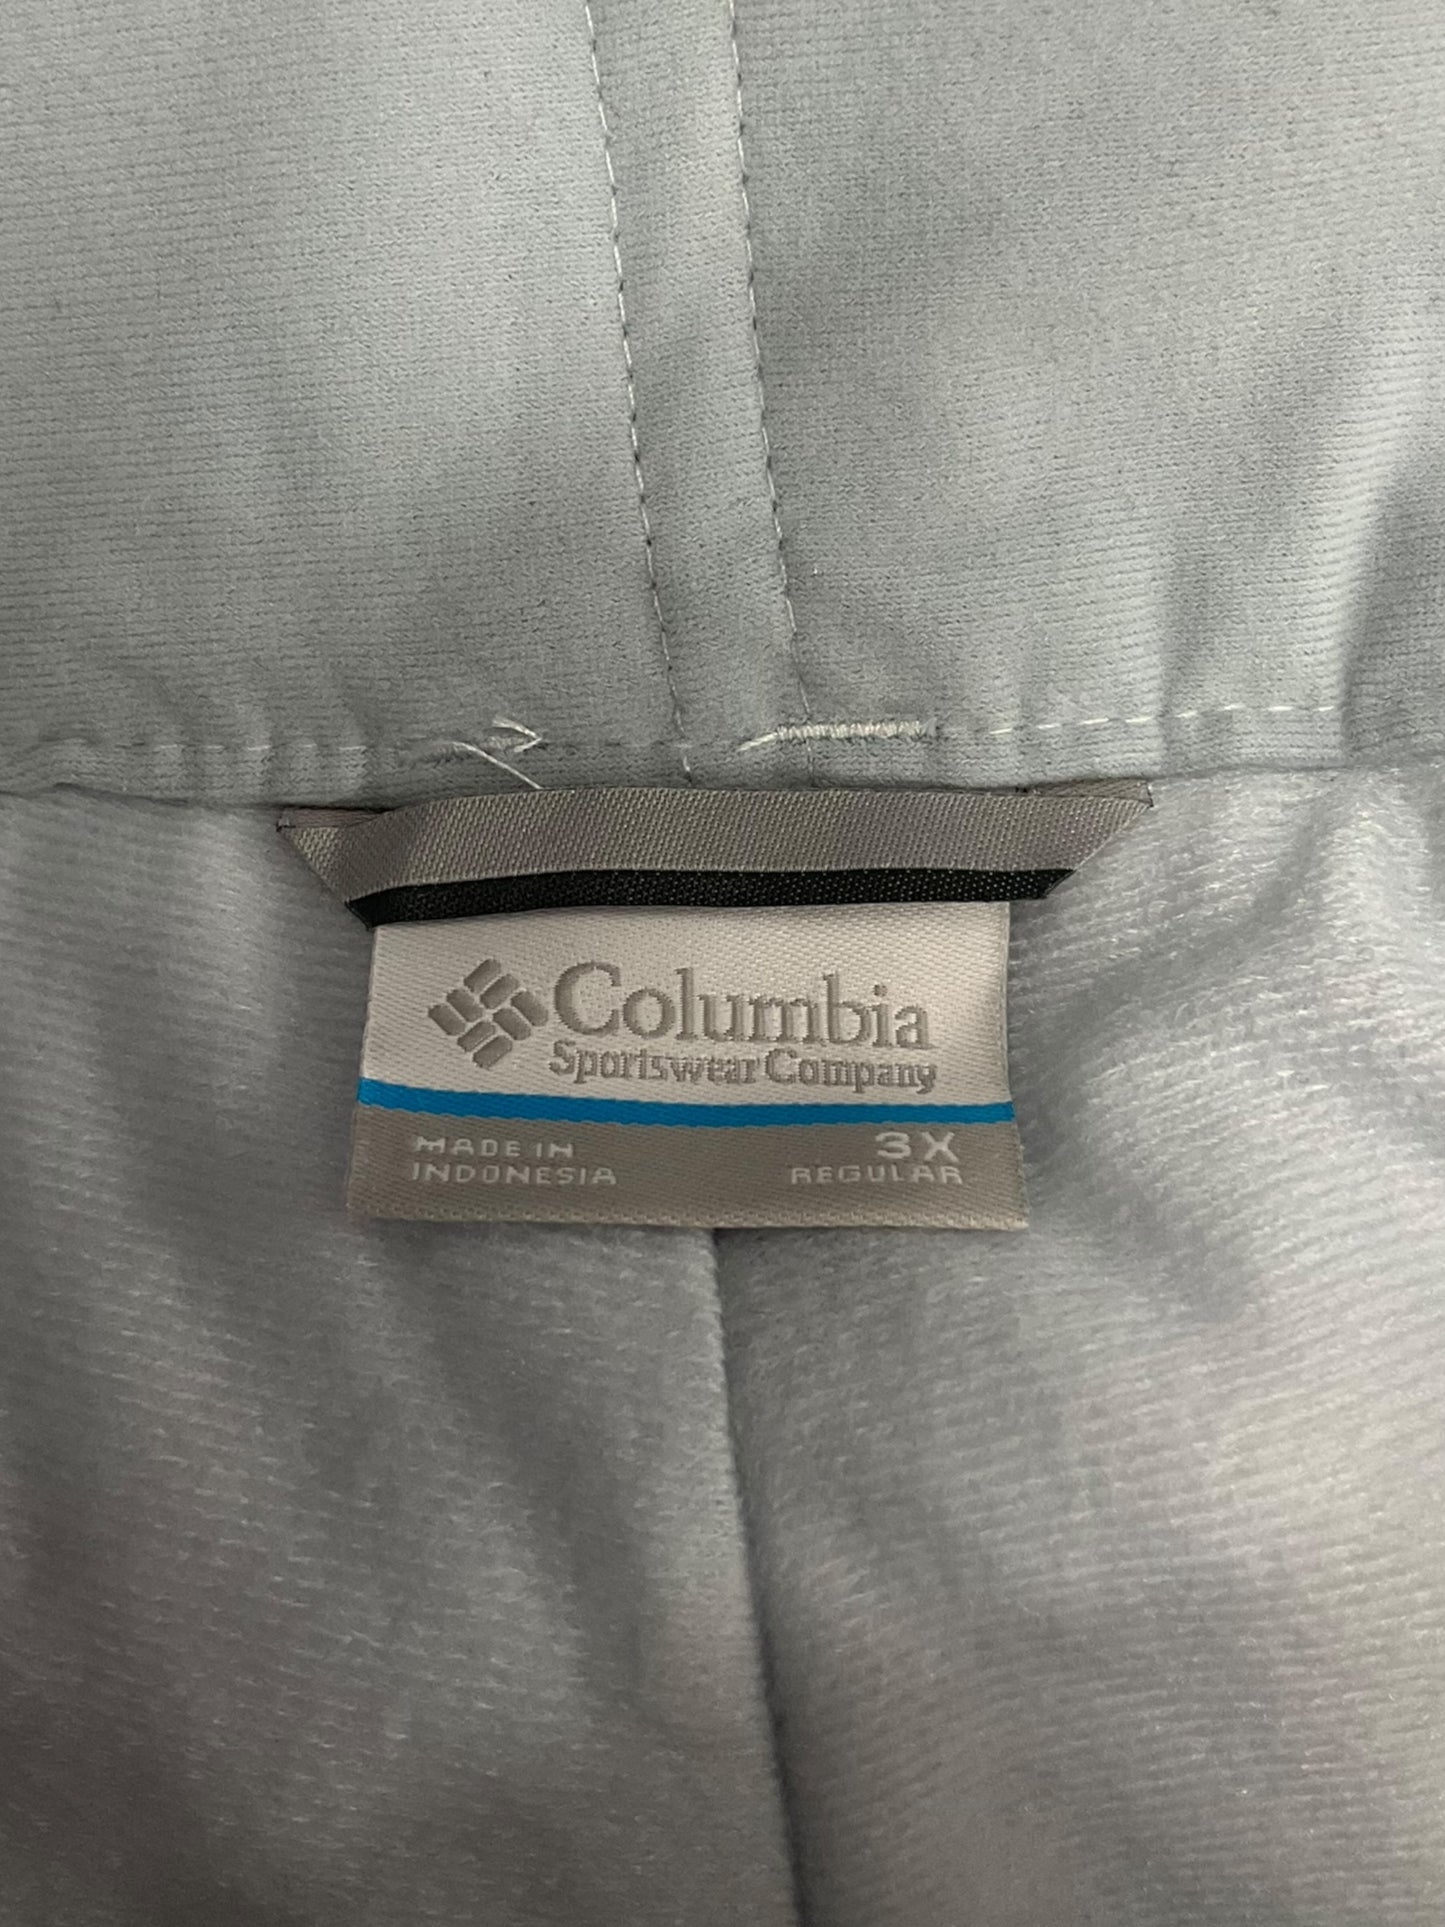 Columbia
Sportswear Company
MADE IN
INDONESIA
3X
REGULAR